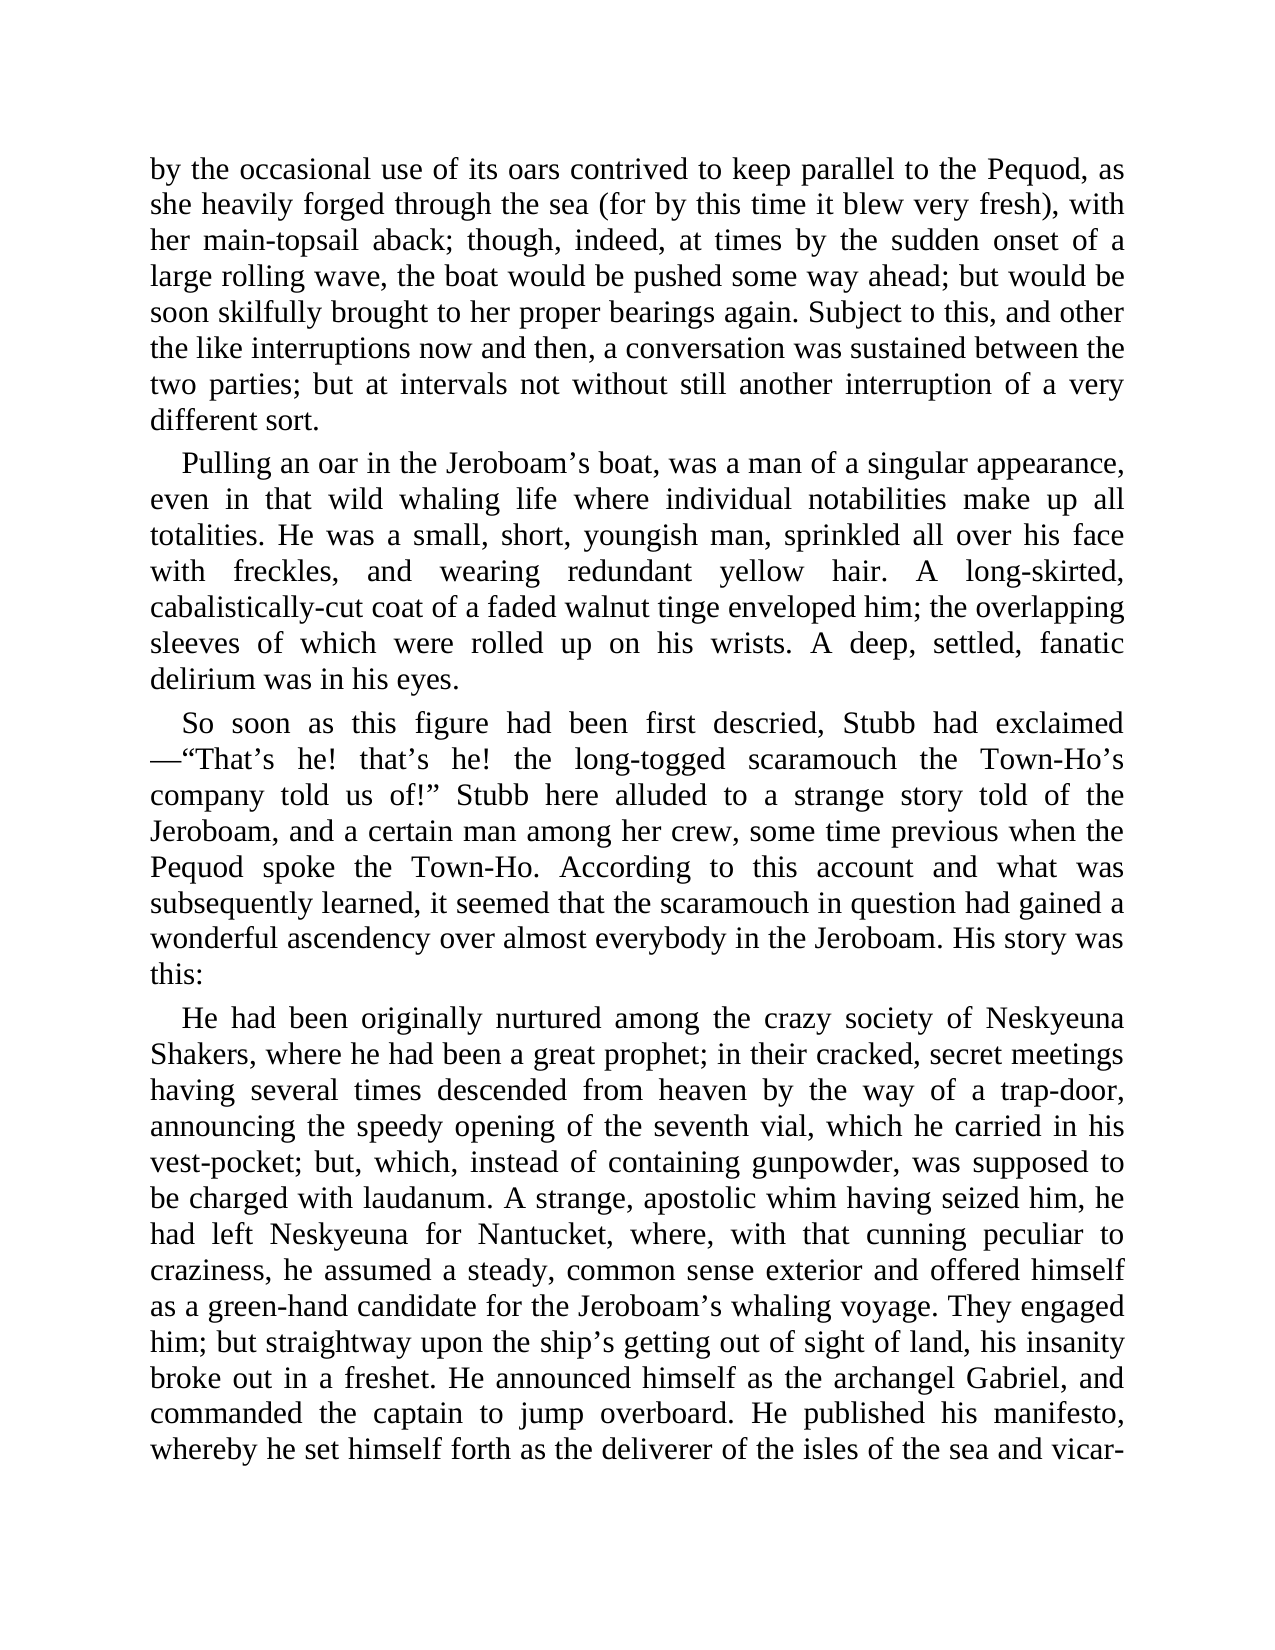 by the occasional use of its oars contrived to keep parallel to the Pequod, as
she heavily forged through the sea (for by this time it blew very fresh), with
her main-topsail aback; though, indeed, at times by the sudden onset of a
large rolling wave, the boat would be pushed some way ahead; but would be
soon skilfully brought to her proper bearings again. Subject to this, and other
the like interruptions now and then, a conversation was sustained between the
two parties; but at intervals not without still another interruption of a very
different sort.
Pulling an oar in the Jeroboam’s boat, was a man of a singular appearance,
even in that wild whaling life where individual notabilities make up all
totalities. He was a small, short, youngish man, sprinkled all over his face
with freckles, and wearing redundant yellow hair. A long-skirted,
cabalistically-cut coat of a faded walnut tinge enveloped him; the overlapping
sleeves of which were rolled up on his wrists. A deep, settled, fanatic
delirium was in his eyes.
So soon as this figure had been first descried, Stubb had exclaimed
—“That’s he! that’s he! the long-togged scaramouch the Town-Ho’s
company told us of!” Stubb here alluded to a strange story told of the
Jeroboam, and a certain man among her crew, some time previous when the
Pequod spoke the Town-Ho. According to this account and what was
subsequently learned, it seemed that the scaramouch in question had gained a
wonderful ascendency over almost everybody in the Jeroboam. His story was
this:
He had been originally nurtured among the crazy society of Neskyeuna
Shakers, where he had been a great prophet; in their cracked, secret meetings
having several times descended from heaven by the way of a trap-door,
announcing the speedy opening of the seventh vial, which he carried in his
vest-pocket; but, which, instead of containing gunpowder, was supposed to
be charged with laudanum. A strange, apostolic whim having seized him, he
had left Neskyeuna for Nantucket, where, with that cunning peculiar to
craziness, he assumed a steady, common sense exterior and offered himself
as a green-hand candidate for the Jeroboam’s whaling voyage. They engaged
him; but straightway upon the ship’s getting out of sight of land, his insanity
broke out in a freshet. He announced himself as the archangel Gabriel, and
commanded the captain to jump overboard. He published his manifesto,
whereby he set himself forth as the deliverer of the isles of the sea and vicar-